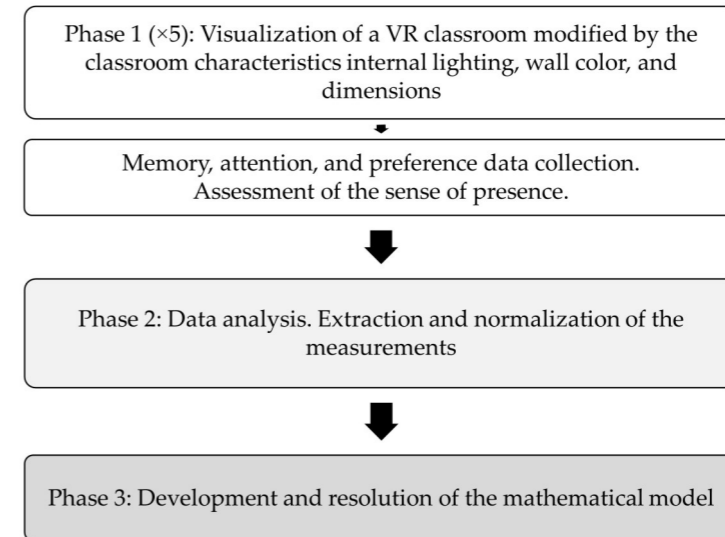 Phase 1 (×5): Visualization of a VR classroom modified by the
classroom characteristics internal lighting, wall color, and
dimensions
Memory, attention, and preference data collection.
Assessment of the sense of presence.
Phase 2: Data analysis. Extraction and normalization of the
measurements
Phase 3: Development and resolution of the mathematical model